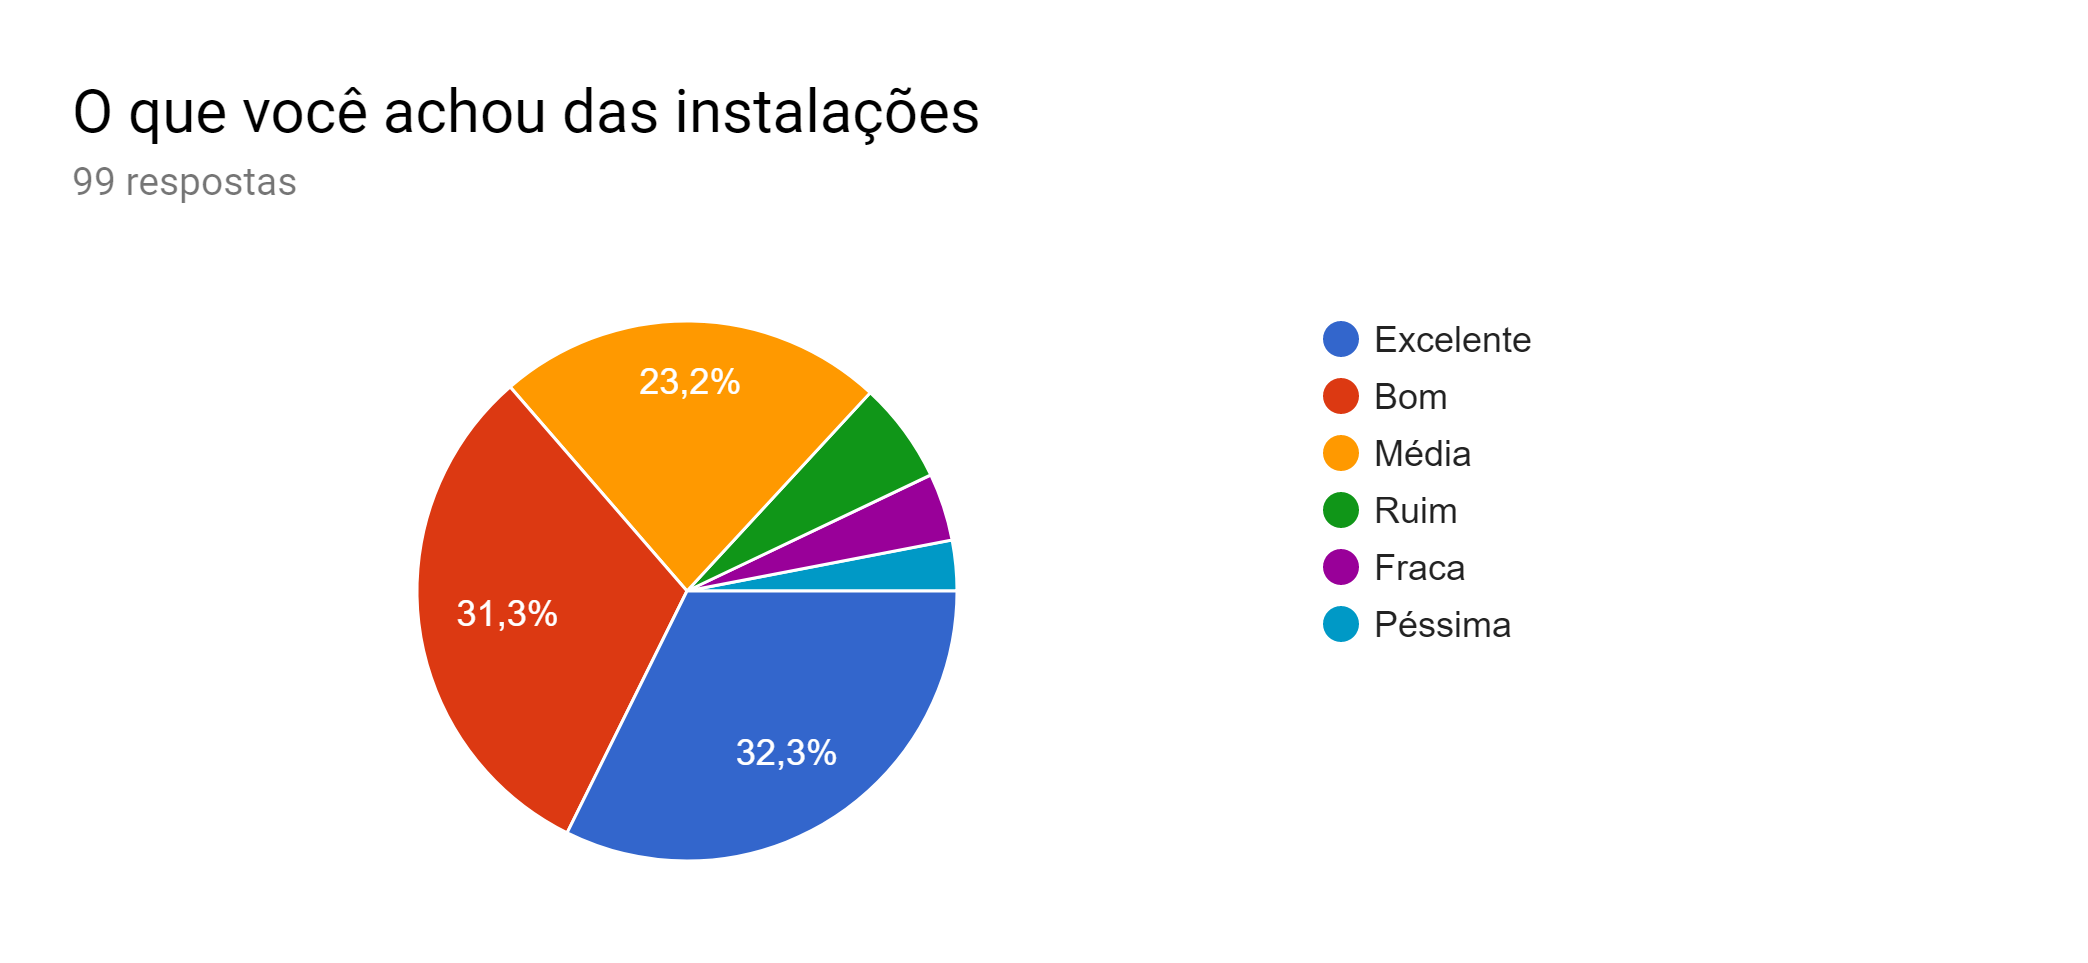 O que você achou das instalações
99 respostas
23,2%
31,3%
32,3%
Excelente
Bom
Média
Ruim
Fraca
Péssima